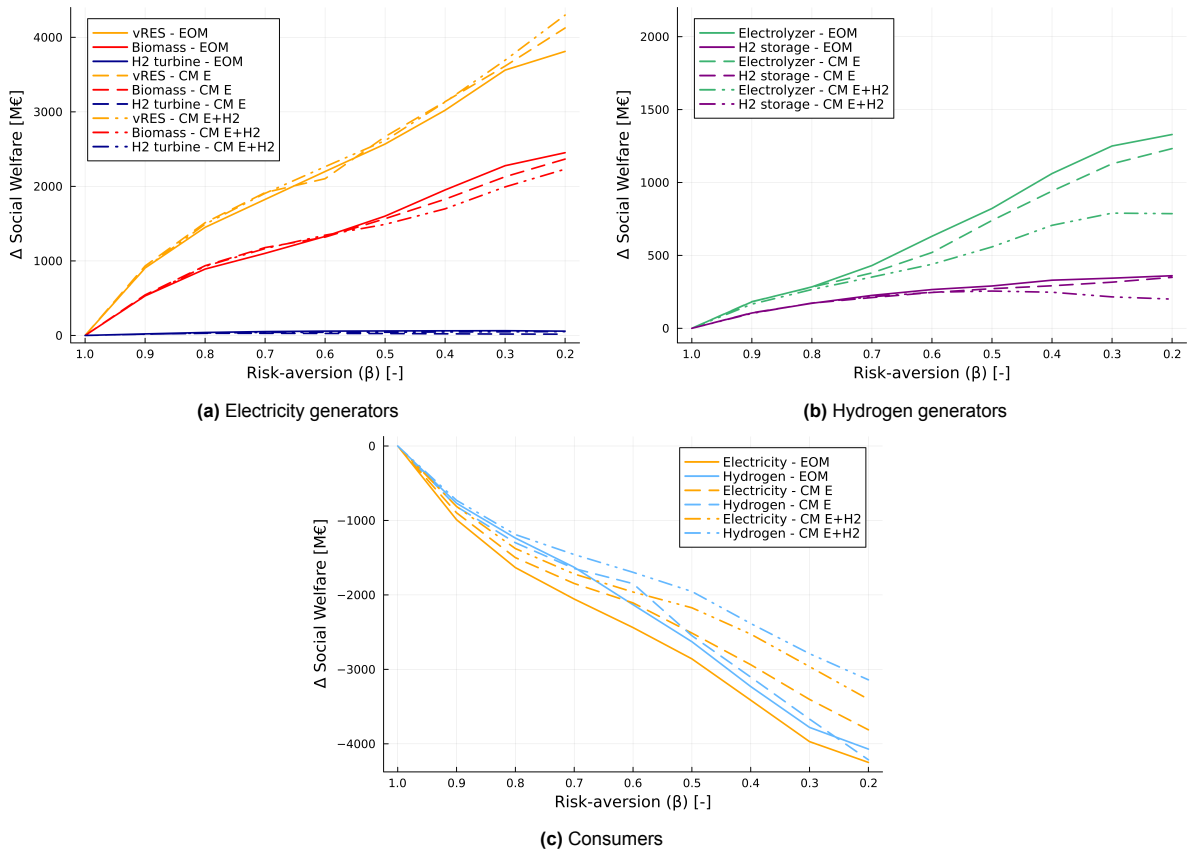 Δ Social Welfare [M€]
4000
3000
2000
1000
0
vRES - EOM
Biomass - EOM
H2 turbine - EOM
vRES - CM E
Biomass - CM E
H2 turbine - CM E
vRES - CM E+H2
Biomass - CM E+H2
H2 turbine - CM E+H2
1.0 0.9 0.8 0.7 0.6 0.5 0.4 0.3 0.2
Risk-aversion (β) [-]
(a) Electricity generators
Δ Social Welfare [M€]
2000
1500
1000
500
0
Electrolyzer - EOM
H2 storage - EOM
Electrolyzer - CM E
H2 storage - CM E
Electrolyzer - CM E+H2
H2 storage - CM E+H2
1.0 0.9 0.8 0.7 0.6 0.5 0.4 0.3 0.2
Risk-aversion (β) [-]
(b) Hydrogen generators
Δ Social Welfare [M€]
0
−1000
−2000
−3000
−4000
Electricity - EOM
Hydrogen - EOM
Electricity - CM E
Hydrogen - CM E
Electricity - CM E+H2
Hydrogen - CM E+H2
1.0 0.9 0.8 0.7 0.6 0.5 0.4 0.3 0.2
Risk-aversion (β) [-]
(c) Consumers